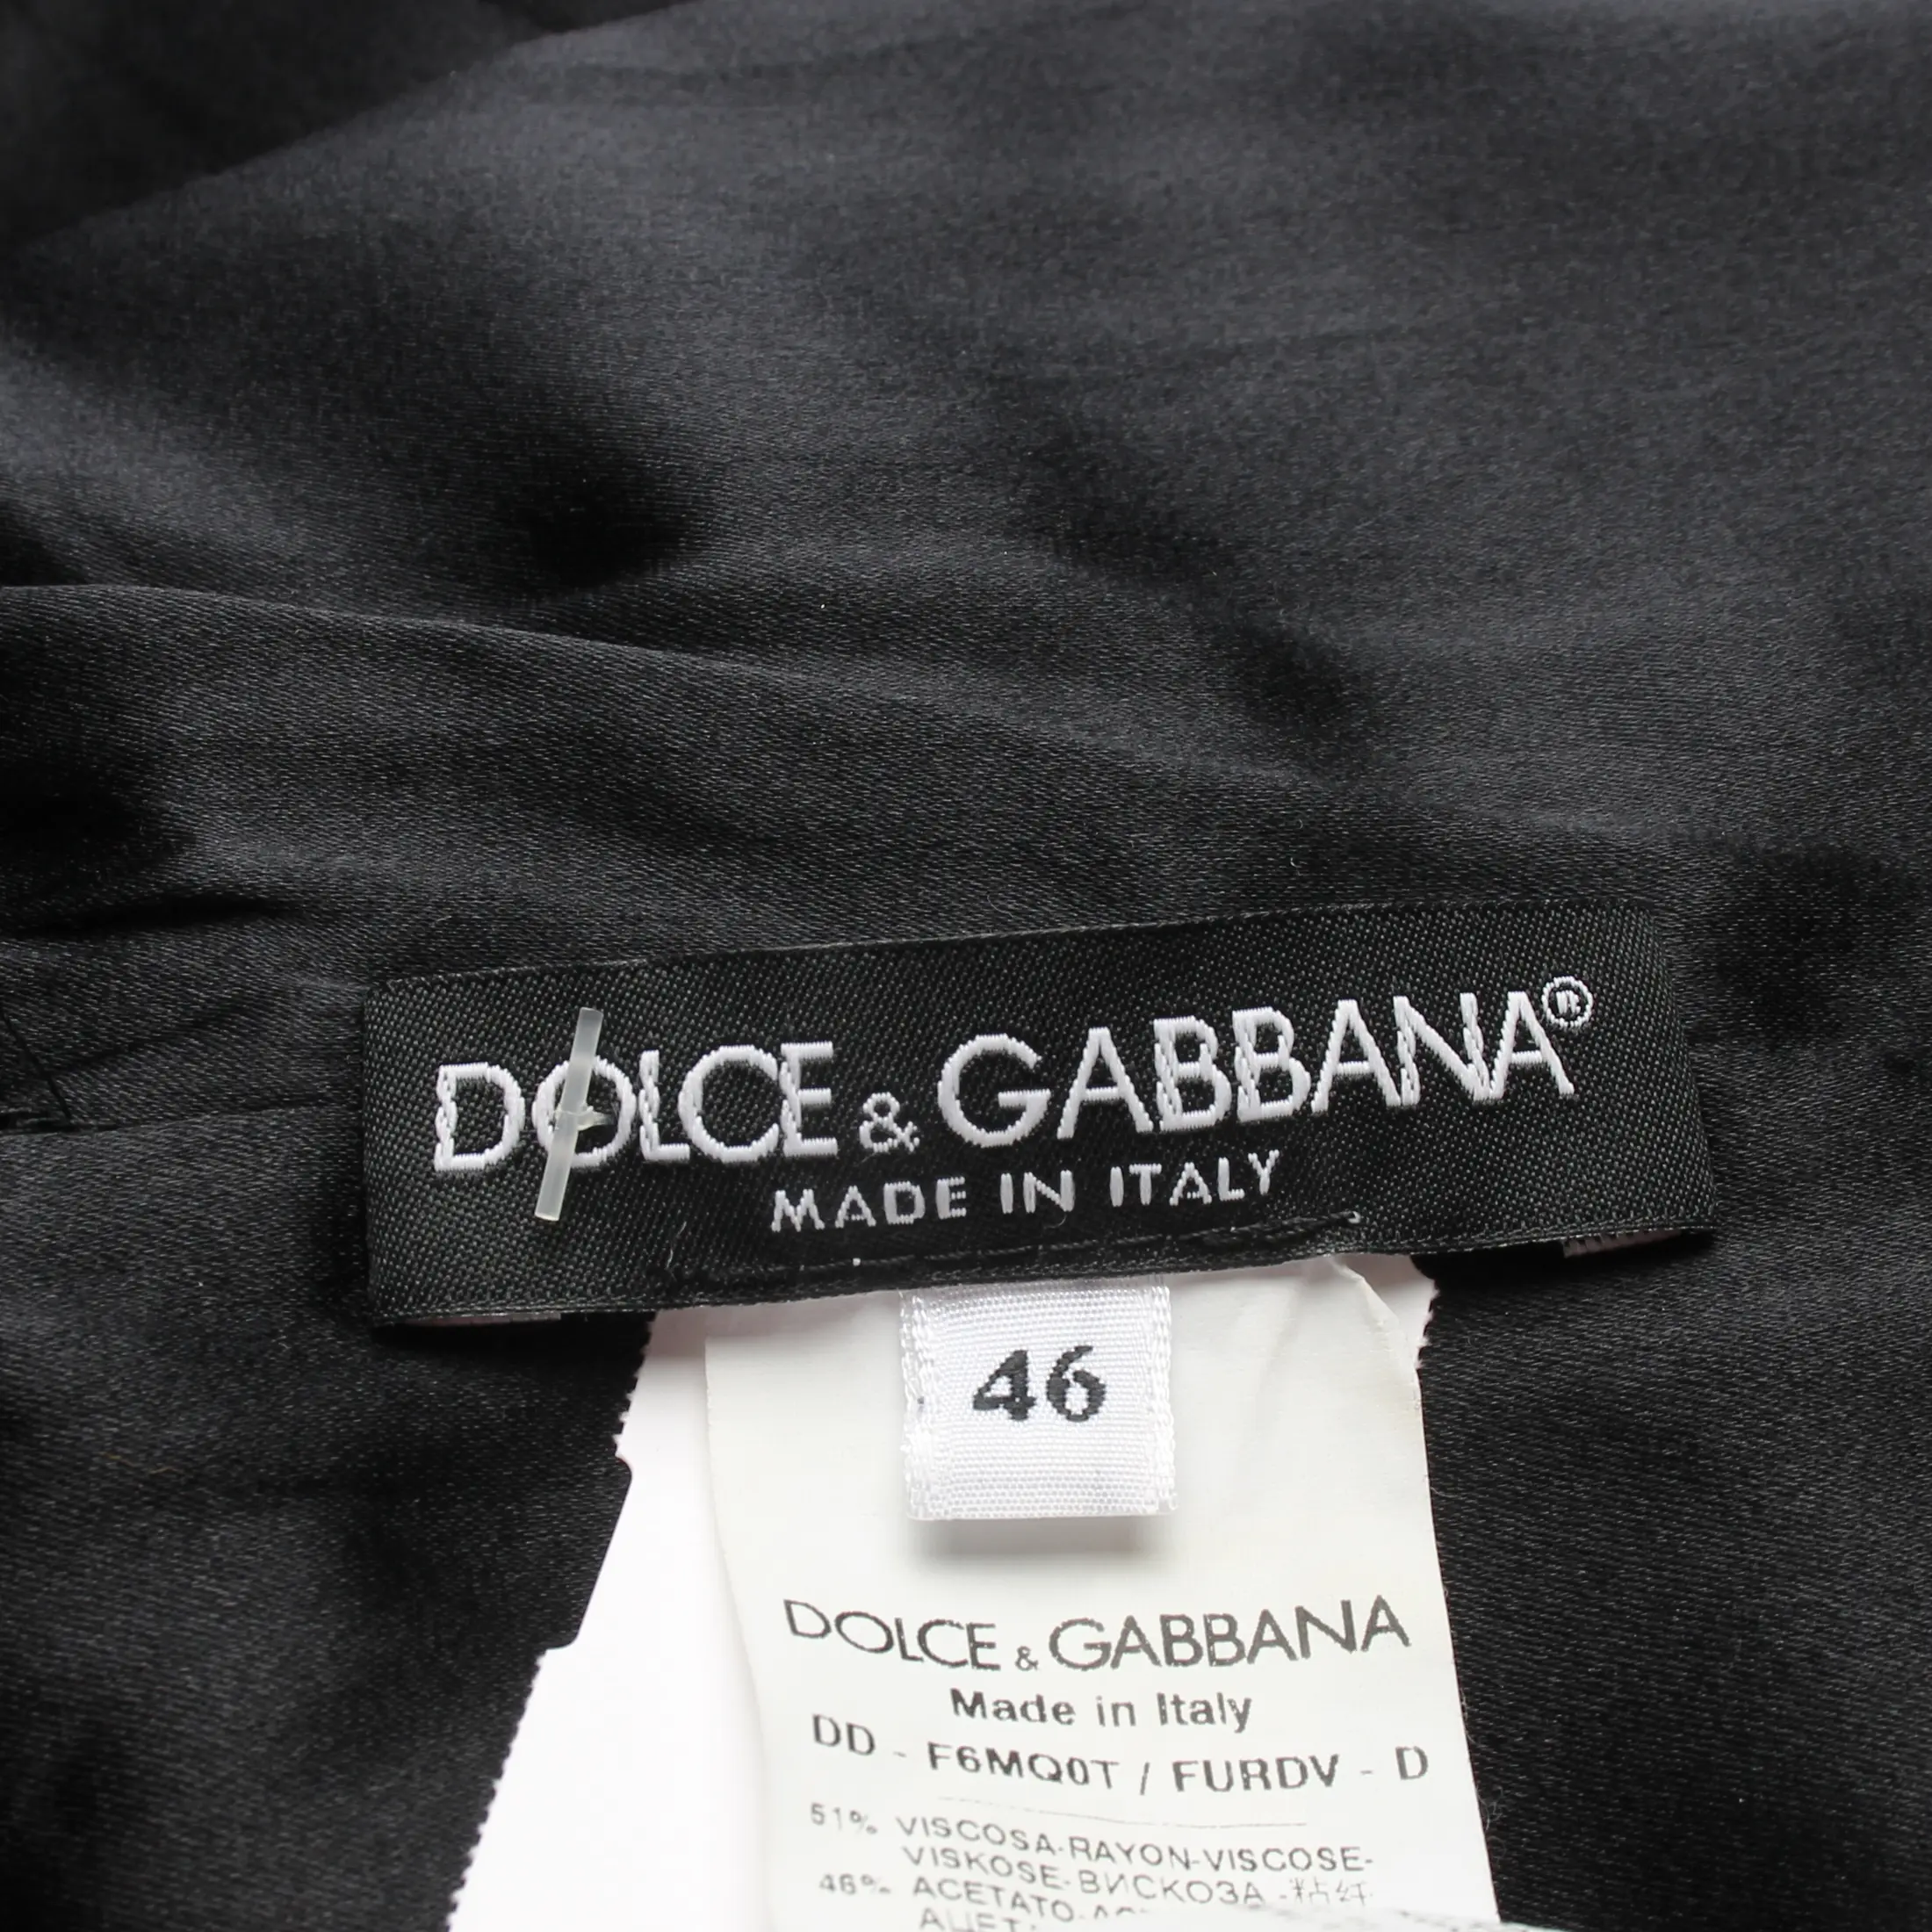 DOLCE & GABBANA®
MADE IN ITALY
46
DOLCE & GABBANA
Made in Italy
DD - F6MQ0T / FURDV - D
51% VISCOSA-RAYON-VISCOSE-
VISKOSE-ВИСКОЗА-粘纤
46% ACETATO-